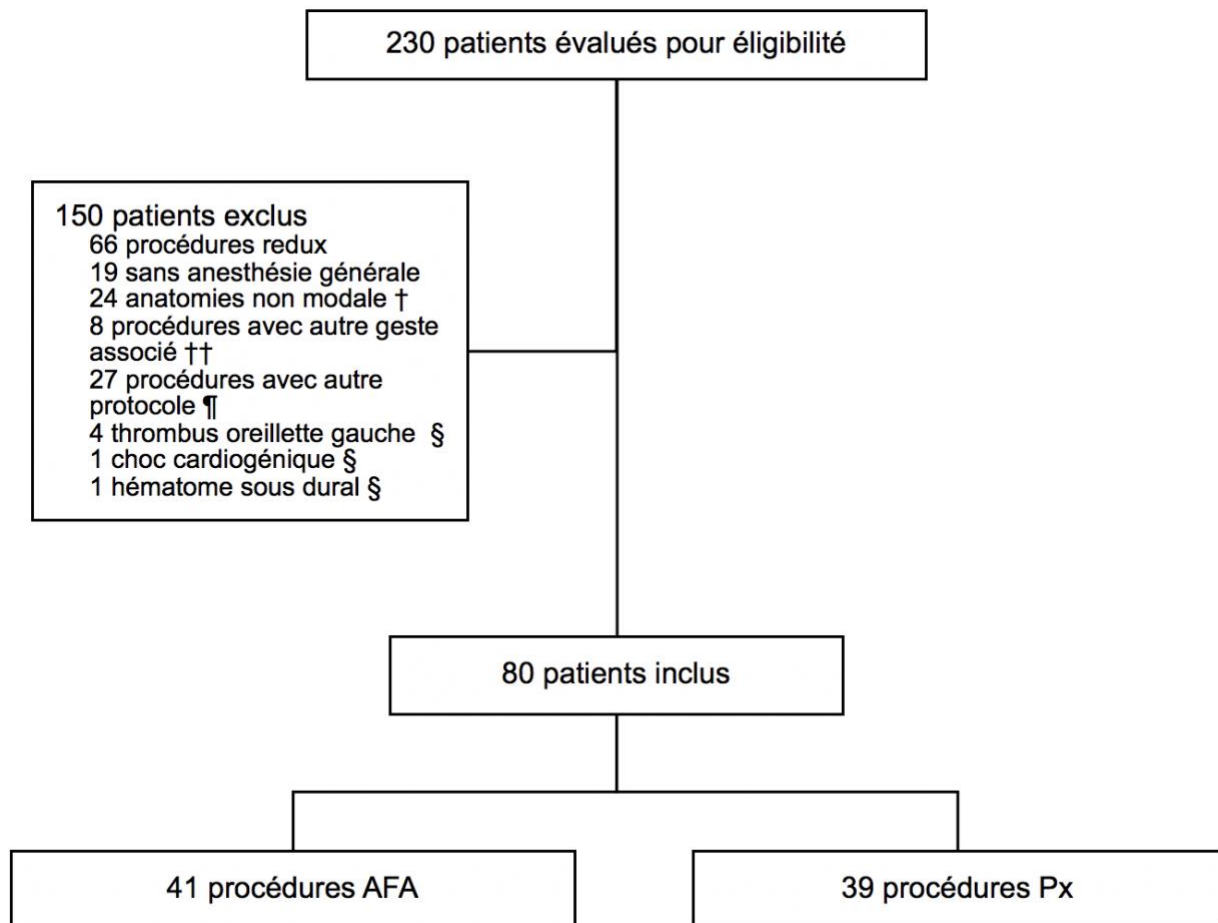 230 patients évalués pour éligibilité
150 patients exclus
66 procédures redux
19 sans anesthésie générale
24 anatomies non modale †
8 procédures avec autre geste
associé ††
27 procédures avec autre
protocole ¶
4 thrombus oreillette gauche §
1 choc cardiogénique §
1 hématome sous dural §
80 patients inclus
41 procédures AFA
39 procédures Px